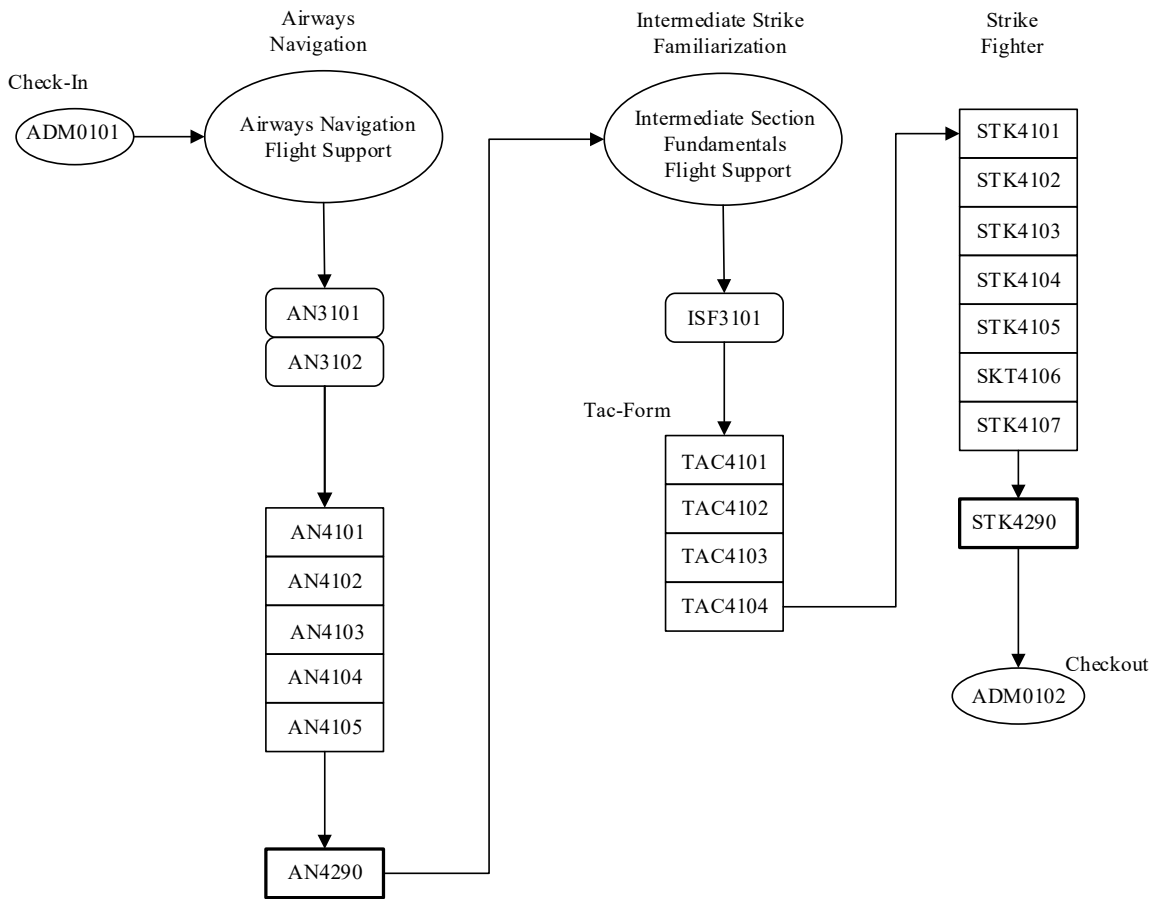 Airways
Navigation
Check-In
ADM0101
Airways Navigation
Flight Support
AN3101
AN3102
AN4101
AN4102
AN4103
AN4104
AN4105
AN4290
Intermediate Strike
Familiarization
Intermediate Section
Fundamentals
Flight Support
ISF3101
Tac-Form
TAC4101
TAC4102
TAC4103
TAC4104
Strike
Fighter
STK4101
STK4102
STK4103
STK4104
STK4105
SKT4106
STK4107
STK4290
Checkout
ADM0102